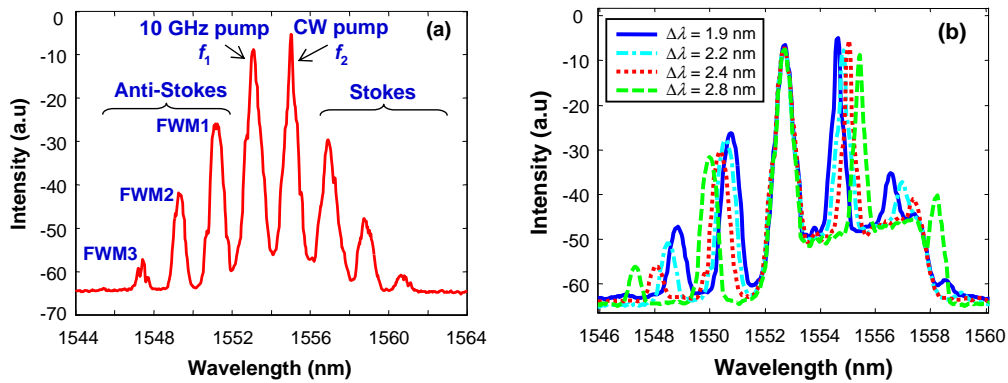 (a)
10 GHz pump
f1
CW pump
f2
Anti-Stokes
Stokes
FWM1
FWM2
FWM3
Intensity (a.u)
0
-10
-20
-30
-40
-50
-60
-70
1544 1548 1552 1556 1560 1564
Wavelength (nm)
(b)
Δλ = 1.9 nm
Δλ = 2.2 nm
Δλ = 2.4 nm
Δλ = 2.8 nm
Intensity (a.u)
0
-10
-20
-30
-40
-50
-60
1546 1548 1550 1552 1554 1556 1558 1560
Wavelength (nm)